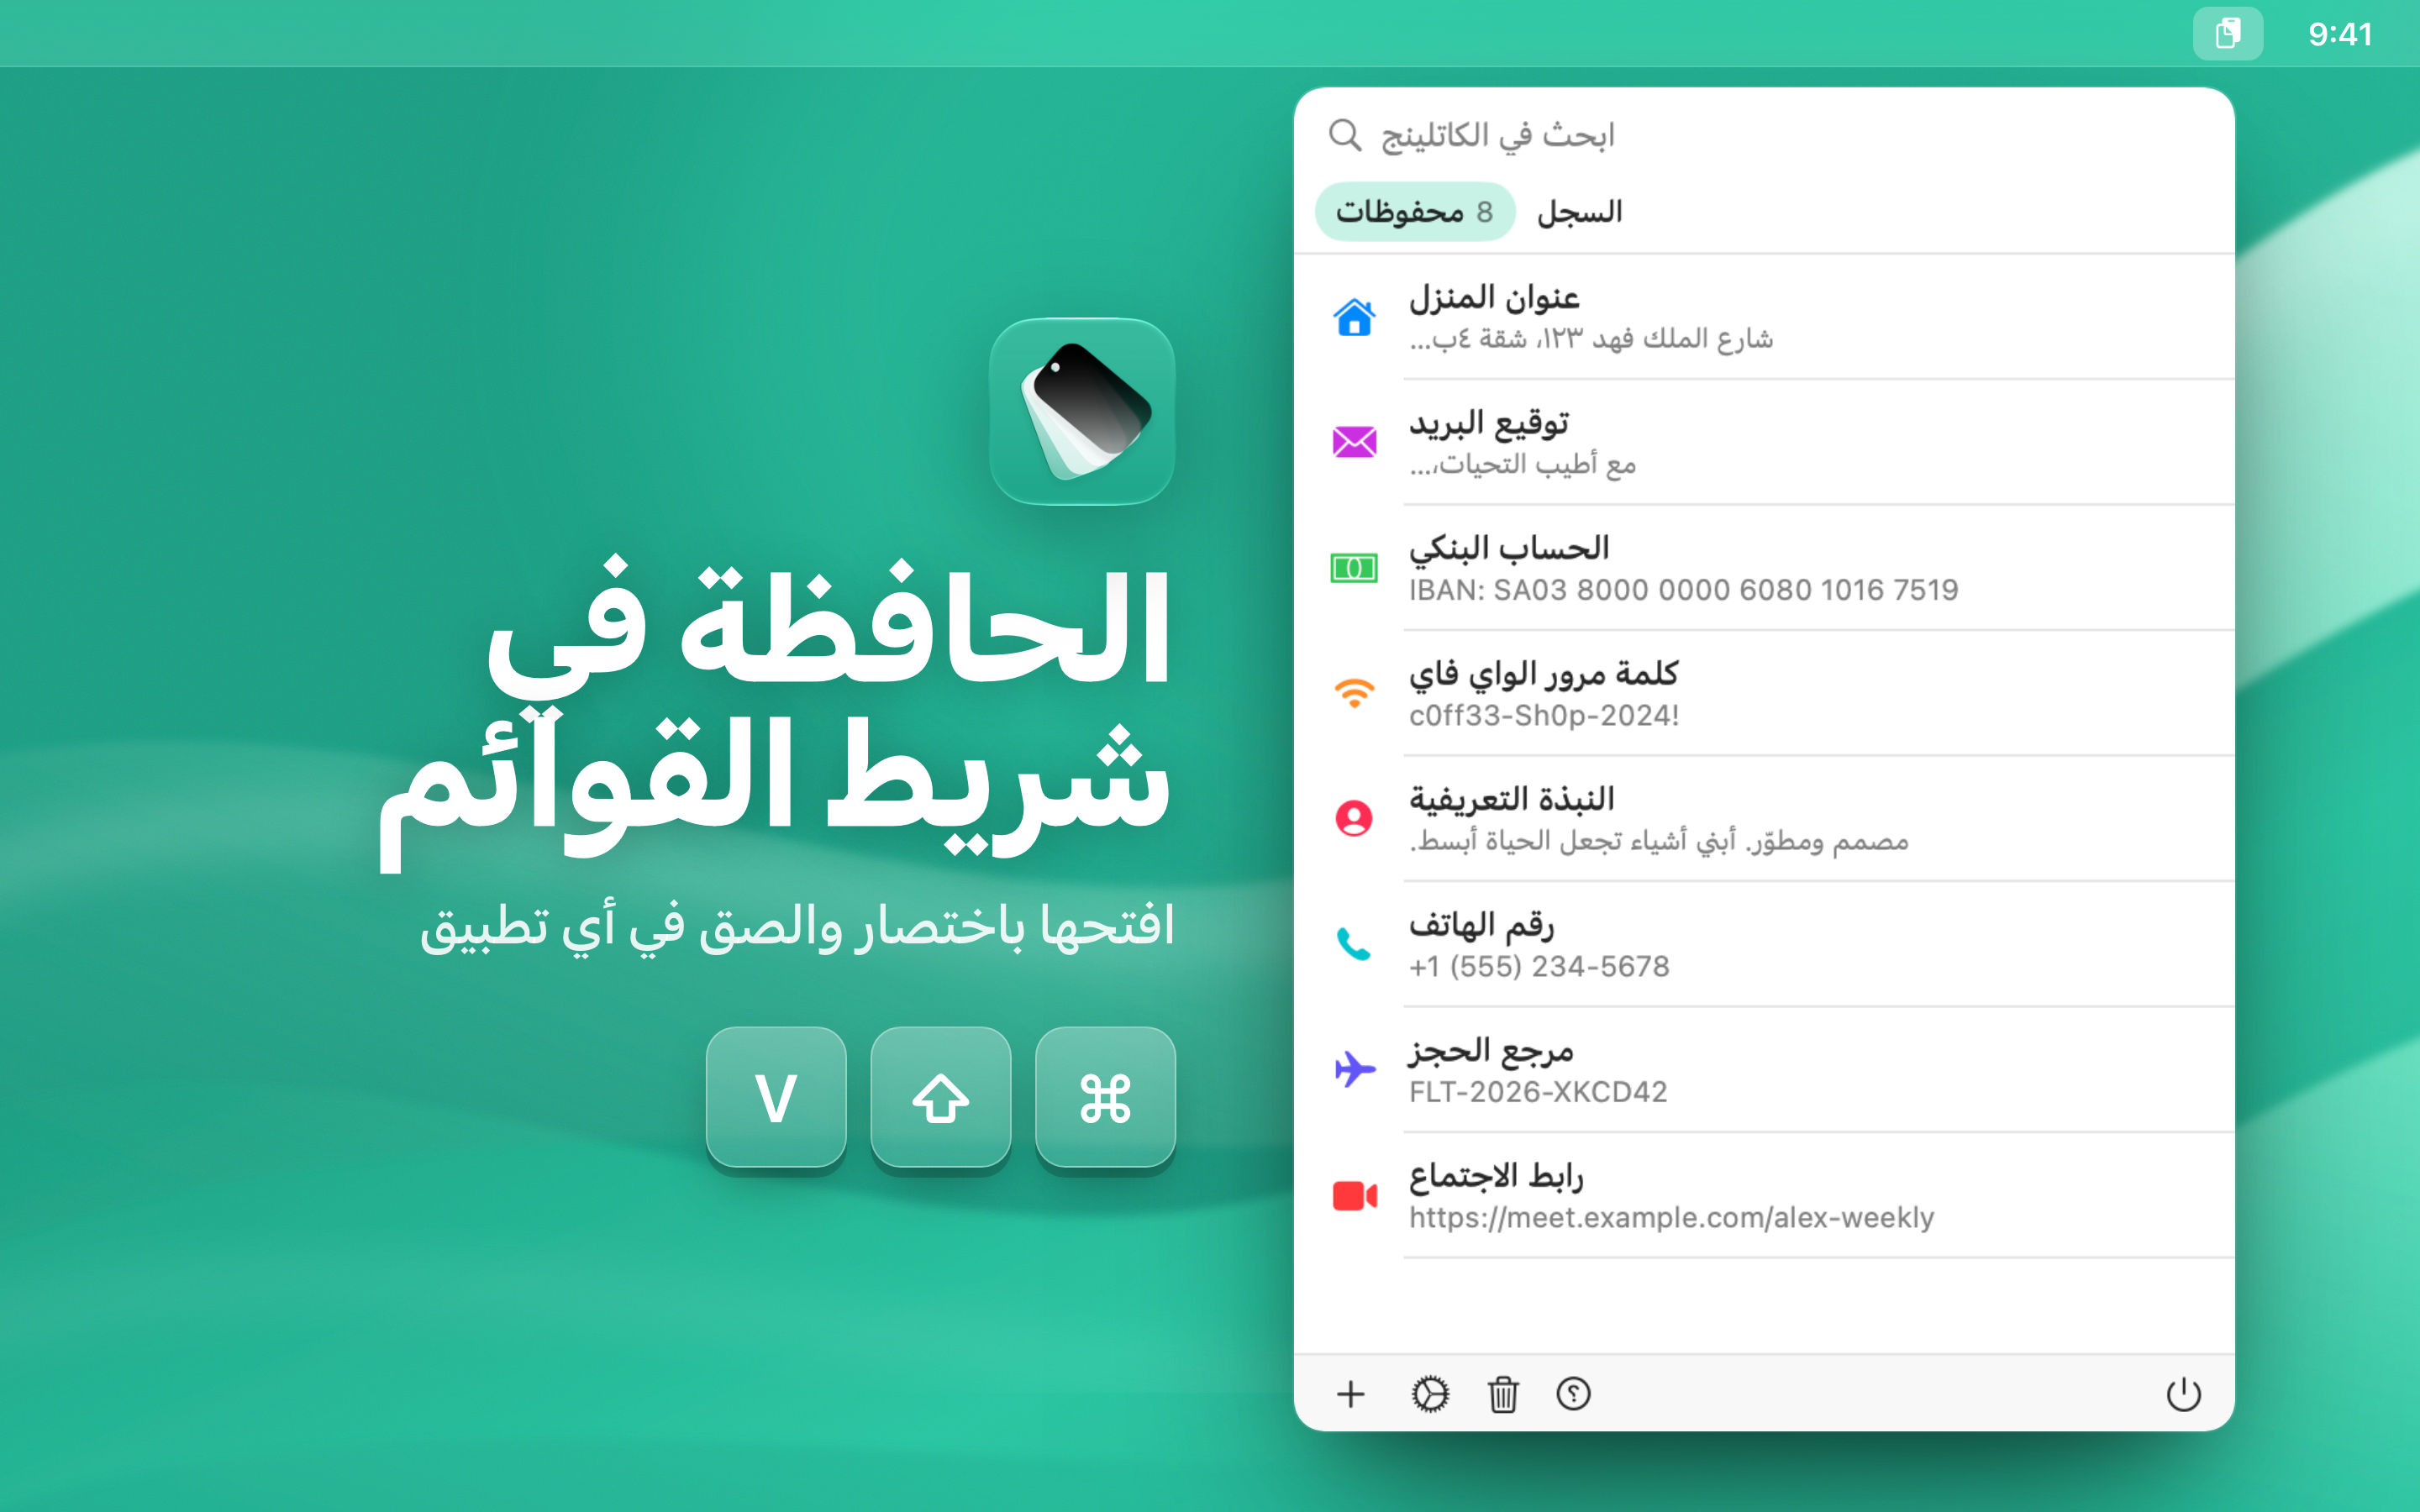 9:41
الحافظة في
شريط القوائم
افتحها باختصار والصق في أي تطبيق
⌘ ⇧ V
ابحث في الكاتلينج
محفوظات 8 السجل
عنوان المنزل
شارع الملك فهد ١٢٣، شقة ٤ب...
توقيع البريد
مع أطيب التحيات،...
الحساب البنكي
IBAN: SA03 8000 0000 6080 1016 7519
كلمة مرور الواي فاي
c0ff33-Sh0p-2024!
النبذة التعريفية
مصمم ومطوّر. أبني أشياء تجعل الحياة أبسط.
رقم الهاتف
+1 (555) 234-5678
مرجع الحجز
FLT-2026-XKCD42
رابط الاجتماع
https://meet.example.com/alex-weekly